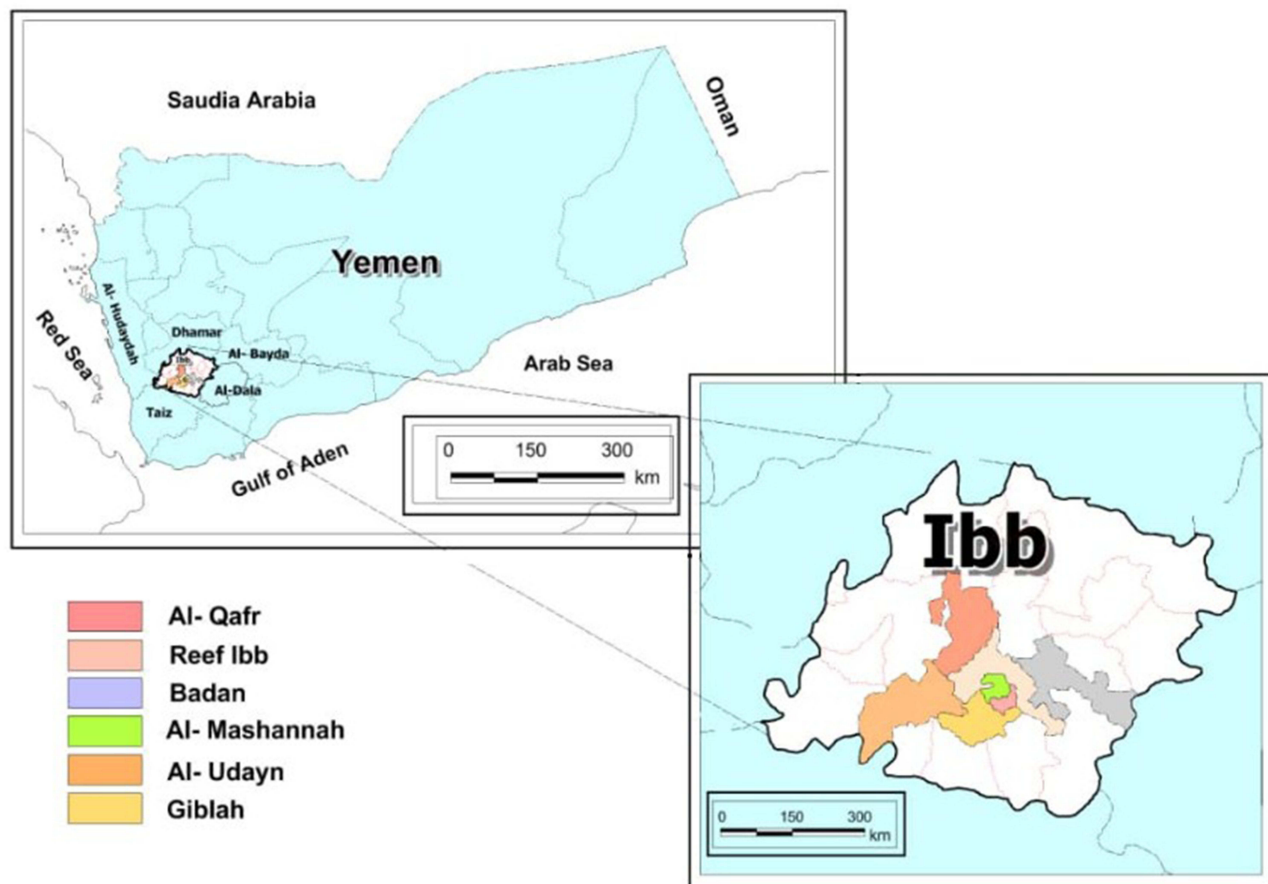 Saudia Arabia
Oman
Yemen
Al- Hudaydah
Red Sea
Dhamar
Ibb
Al- Bayda
Al-Dala
Taiz
Arab Sea
Gulf of Aden
0 150 300
km
Ibb
0 150 300
km
Al- Qafr
Reef Ibb
Badan
Al- Mashannah
Al- Udayn
Giblah